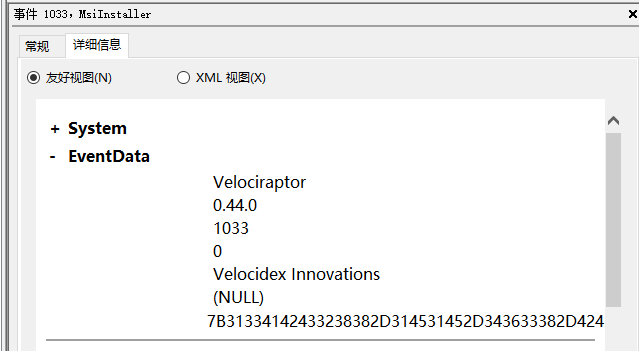 事件 1033，MsiInstaller
常规 详细信息
友好视图(N) XML 视图(X)
+ System
- EventData
Velociraptor
0.44.0
1033
0
Velocidex Innovations
(NULL)
7B31334142433238382D314531452D343633382D424